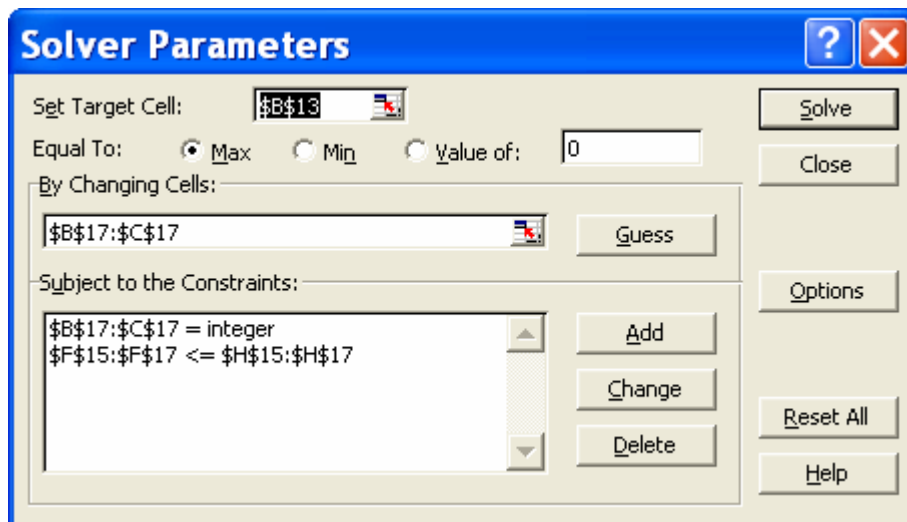 Solver Parameters
?
Set Target Cell: $B$13 Solve
Equal To: Max Min Value of: 0
Close
By Changing Cells:
$B$17:$C$17 Guess
Subject to the Constraints:
Options
$B$17:$C$17 = integer
$F$15:$F$17 <= $H$15:$H$17
Add
Change
Delete
Reset All
Help